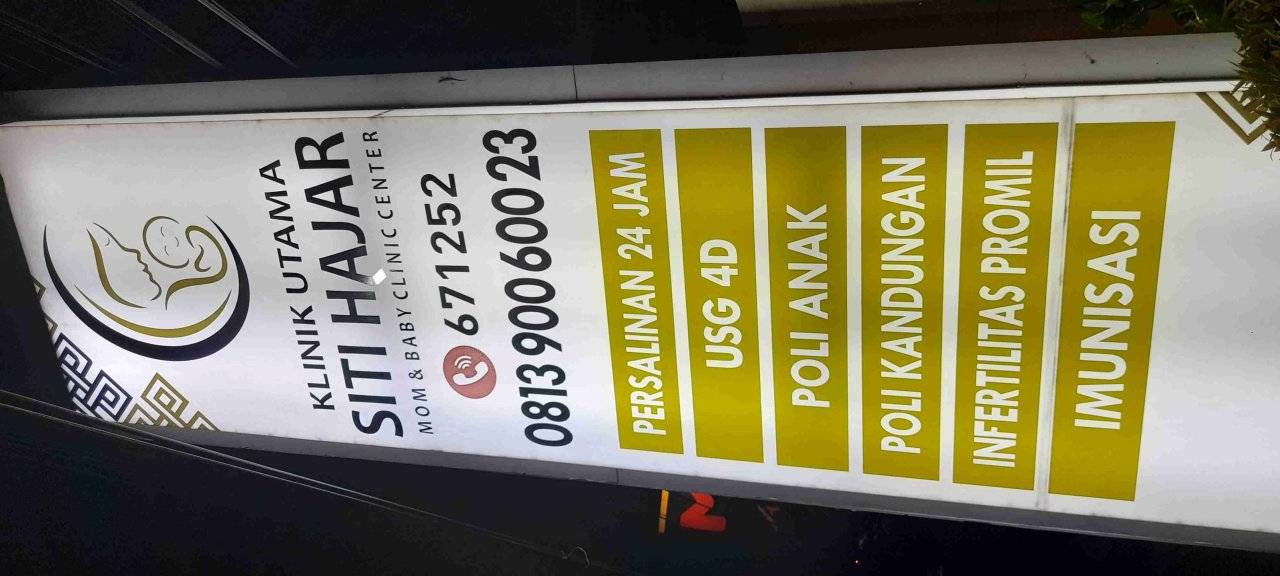 KLINIK UTAMA
SITI HAJAR
MOM & BABY CLINIC CENTER
671252
081390060023
PERSALINAN 24 JAM
USG 4D
POLI ANAK
POLI KANDUNGAN
INFERTILITAS PROMIL
IMUNISASI